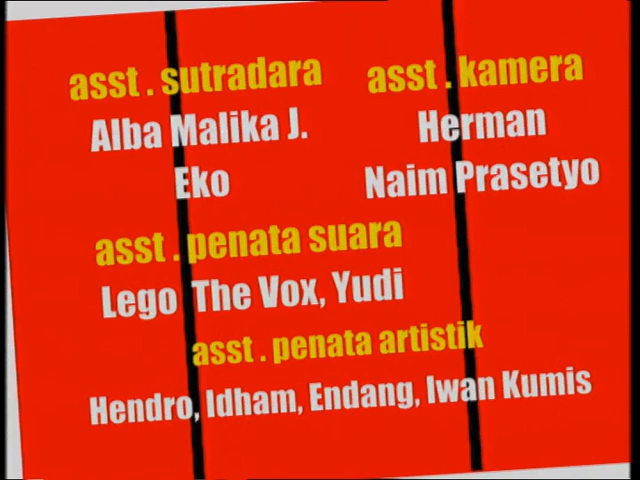 asst . sutradara
Alba Malika J.
Eko
asst . kamera
Herman
Naim Prasetyo
asst . penata suara
Lego The Vox, Yudi
asst . penata artistik
Hendro, Idham, Endang, Iwan Kumis